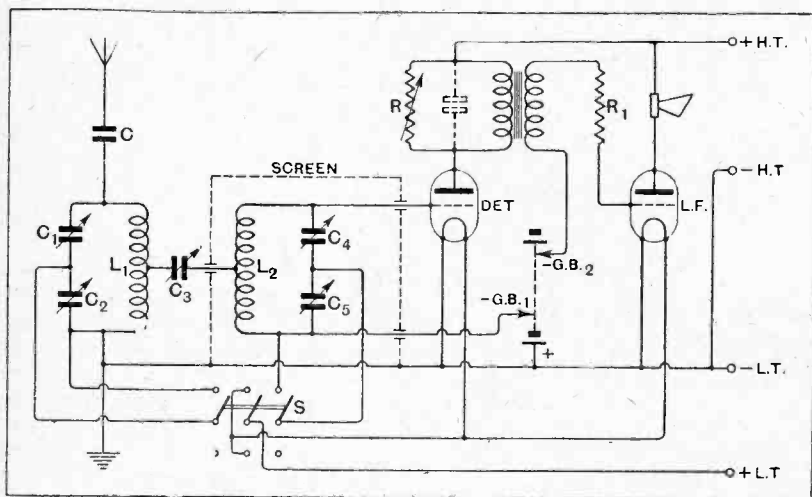 + H.T.
C
R
R1
SCREEN
- H.T
DET
L.F.
C1
L1
C3
L2
C4
C2
C5
-G.B.2
-G.B.1
+
- L.T.
S
+ L.T